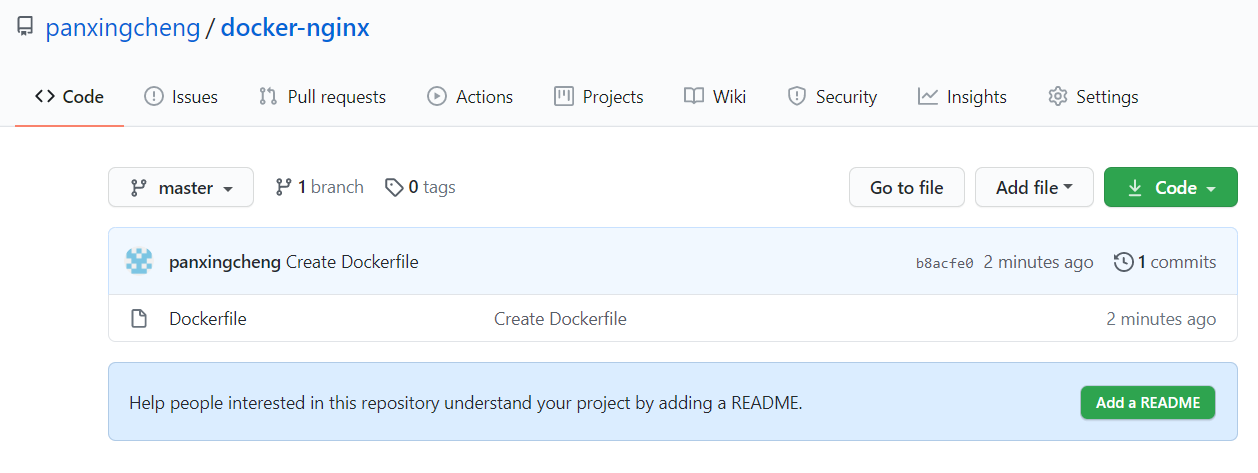 panxingcheng / docker-nginx
Code Issues Pull requests Actions Projects Wiki Security Insights Settings
master 1 branch 0 tags Go to file Add file Code
panxingcheng Create Dockerfile b8acfe0 2 minutes ago 1 commits
Dockerfile Create Dockerfile 2 minutes ago
Help people interested in this repository understand your project by adding a README. Add a README